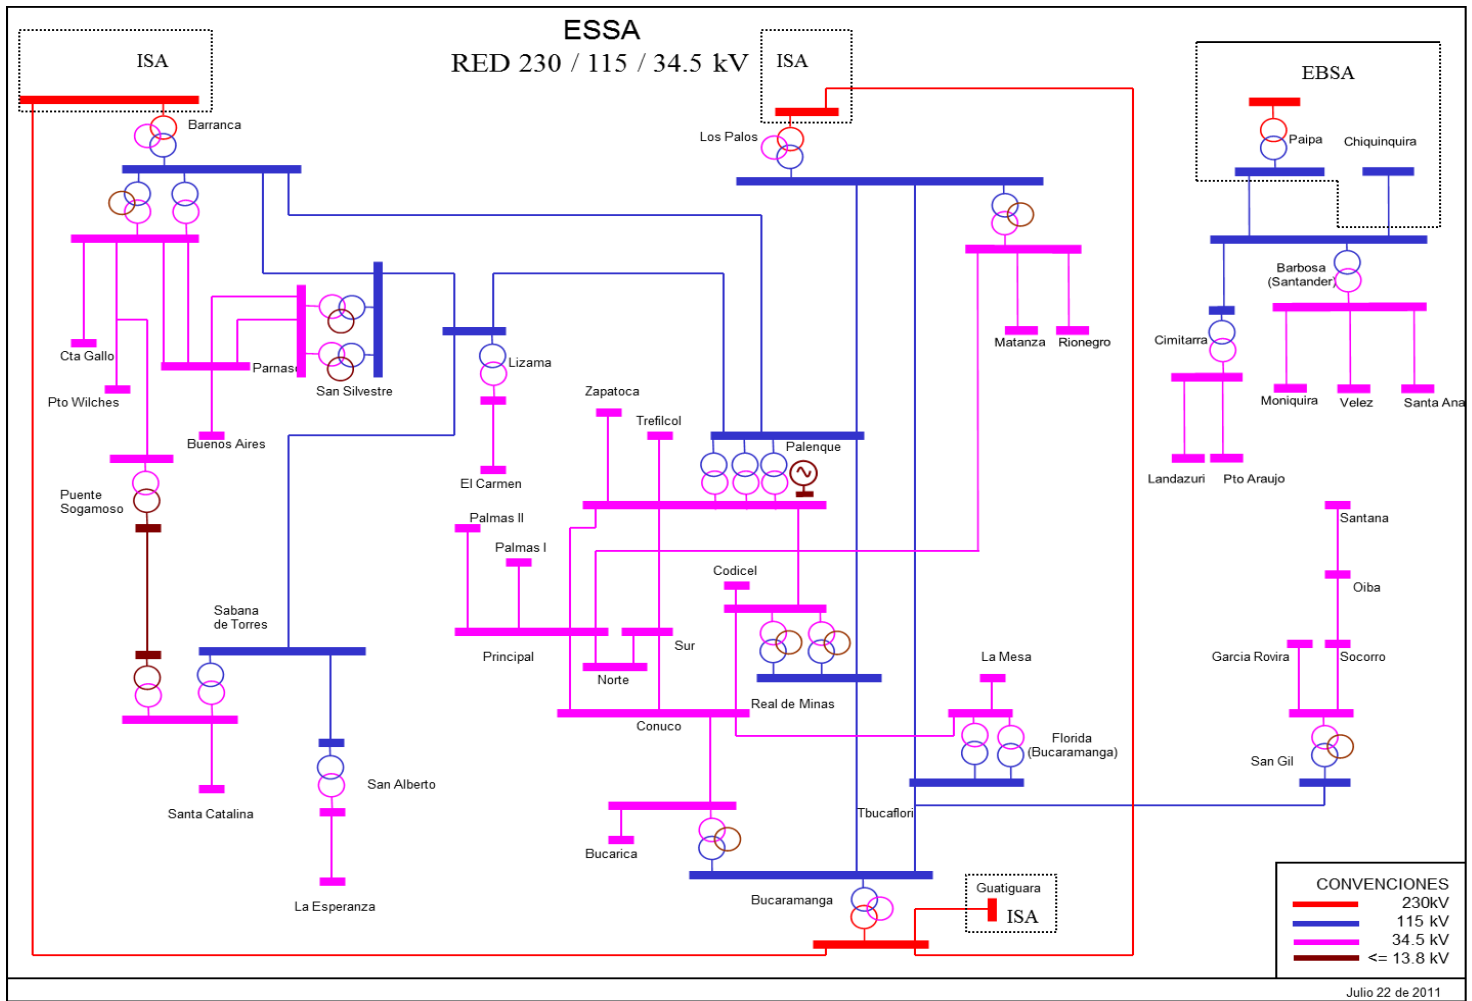 ESSA
RED 230 / 115 / 34.5 kV
ISA
ISA
EBSA
Barranca
Los Palos
Paipa
Chiquinquira
Barbosa
(Santander)
Cta Gallo
Parnaso
San Silvestre
Lizama
Matanza
Rionegro
Cimitarra
Pto Wilches
Buenos Aires
Zapatoca
Trefilcol
Palenque
Moniquira
Velez
Santa Ana
El Carmen
Puente
Sogamoso
Landazuri
Pto Araujo
Palmas II
Palmas I
Santana
Codicel
Oiba
Sabana
de Torres
Principal
Sur
Norte
La Mesa
Garcia Rovira
Socorro
Real de Minas
Conuco
Florida
(Bucaramanga)
San Gil
San Alberto
Santa Catalina
Tbucaflori
Bucarica
La Esperanza
Bucaramanga
Guatiguara
ISA
CONVENCIONES
230kV
115 kV
34.5 kV
<= 13.8 kV
Julio 22 de 2011